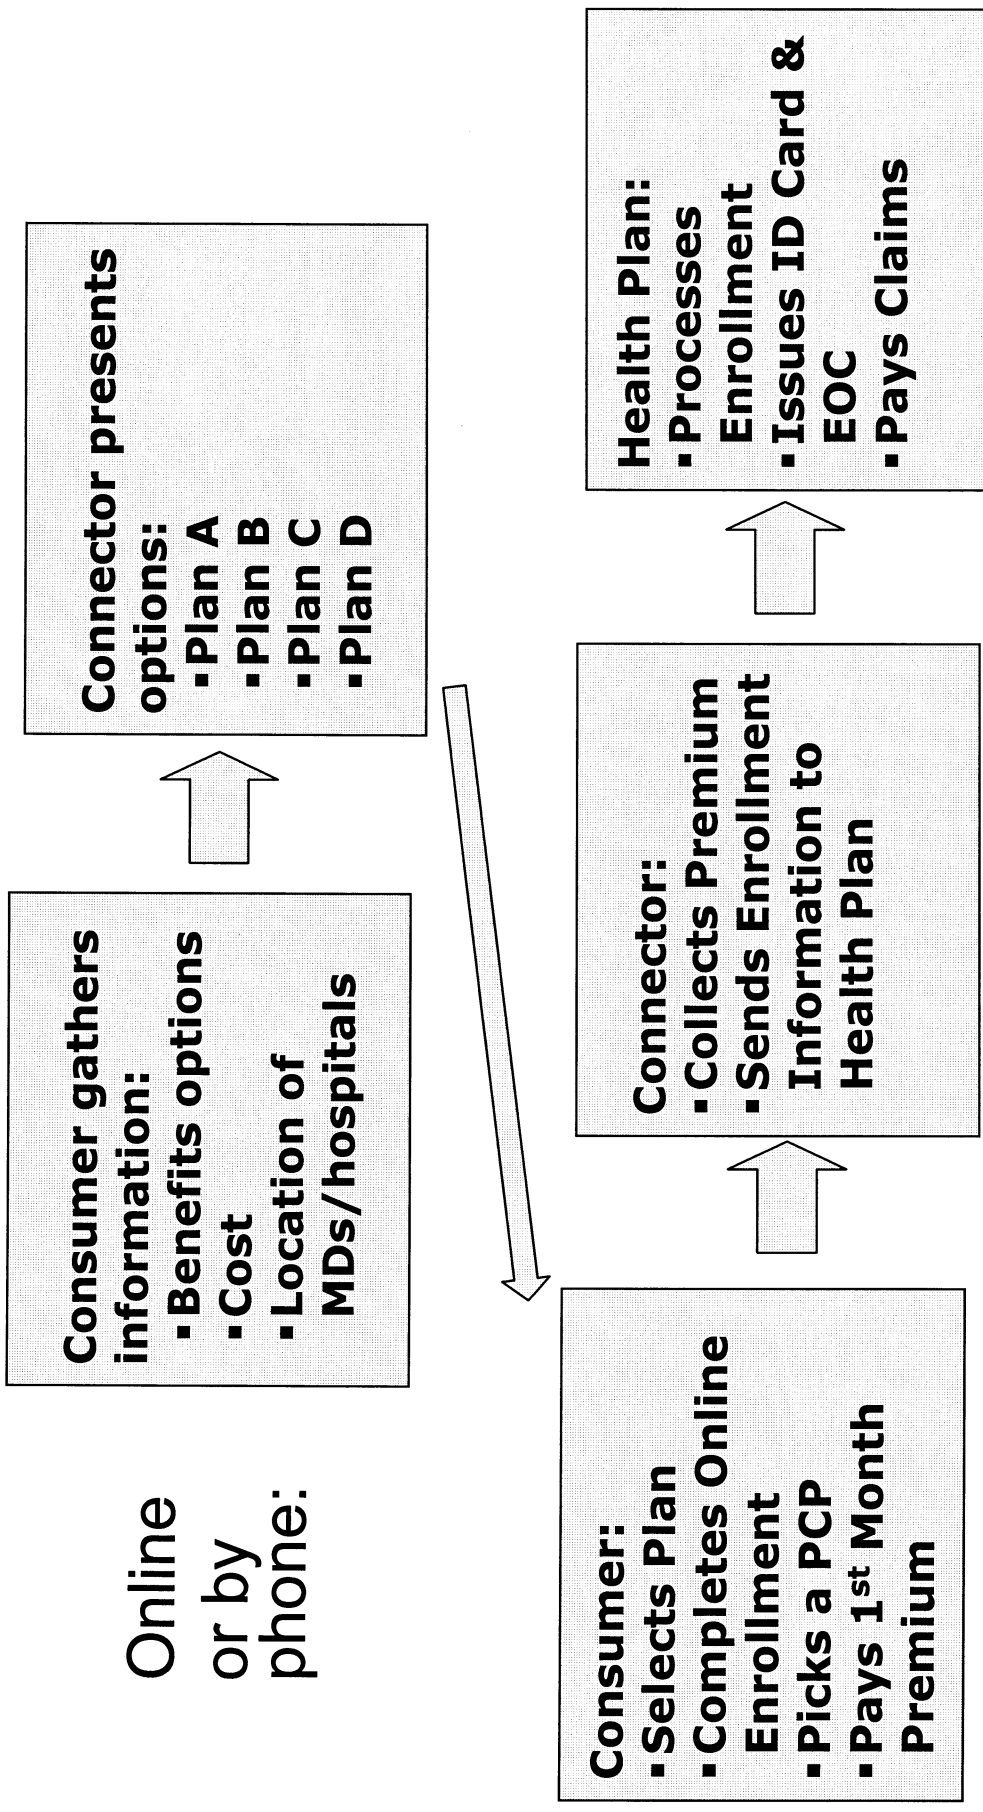 Online
or by
phone:
Consumer gathers
information:
▪ Benefits options
▪ Cost
▪ Location of
MDs/hospitals
Connector presents
options:
▪ Plan A
▪ Plan B
▪ Plan C
▪ Plan D
Consumer:
▪ Selects Plan
▪ Completes Online
Enrollment
▪ Picks a PCP
▪ Pays 1st Month
Premium
Connector:
▪ Collects Premium
▪ Sends Enrollment
Information to
Health Plan
Health Plan:
▪ Processes
Enrollment
▪ Issues ID Card &
EOC
▪ Pays Claims